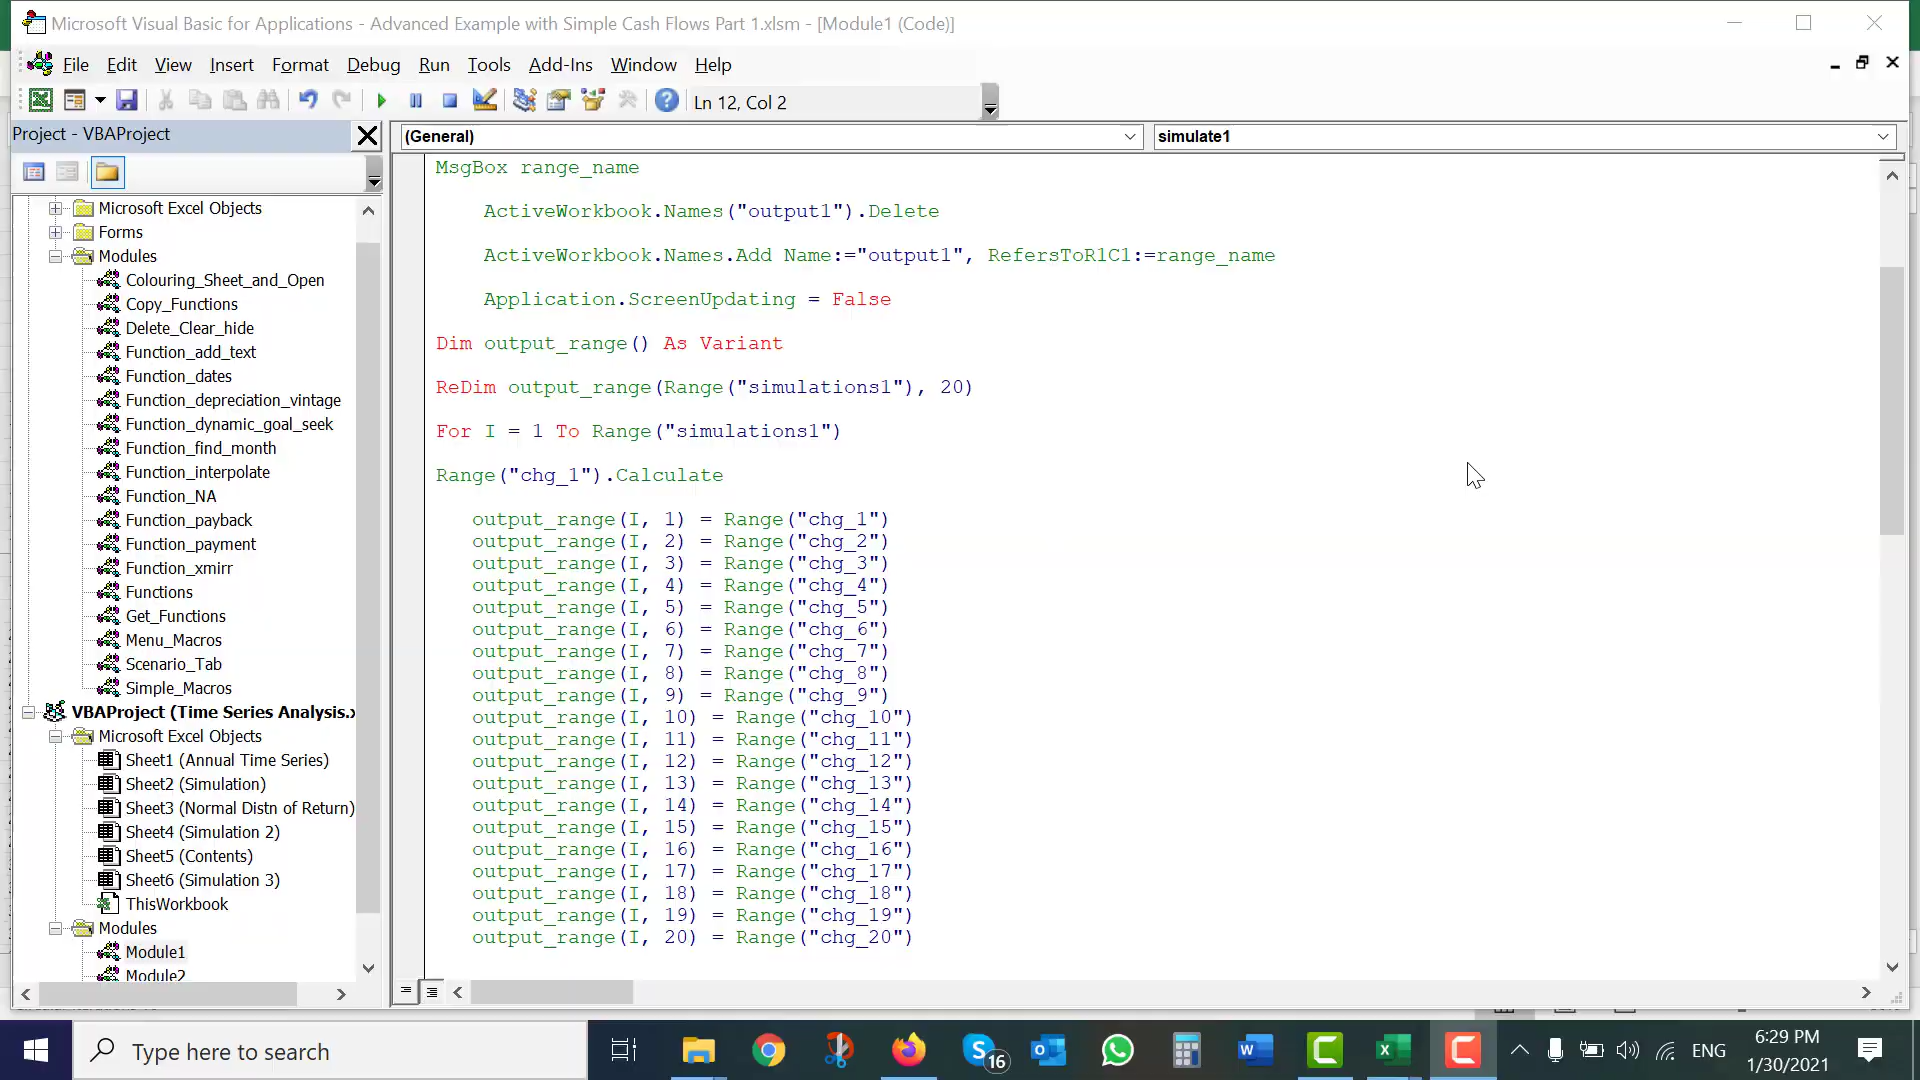 Microsoft Visual Basic for Applications - Advanced Example with Simple Cash Flows Part 1.xlsm - [Module1 (Code)]
File Edit View Insert Format Debug Run Tools Add-Ins Window Help
Ln 12, Col 2
Project - VBAProject
(General)
simulate1
Microsoft Excel Objects
Forms
Modules
Colouring_Sheet_and_Open
Copy_Functions
Delete_Clear_hide
Function_add_text
Function_dates
Function_depreciation_vintage
Function_dynamic_goal_seek
Function_find_month
Function_interpolate
Function_NA
Function_payback
Function_payment
Function_xmirr
Functions
Get_Functions
Menu_Macros
Scenario_Tab
Simple_Macros
VBAProject (Time Series Analysis.x
Microsoft Excel Objects
Sheet1 (Annual Time Series)
Sheet2 (Simulation)
Sheet3 (Normal Distn of Return)
Sheet4 (Simulation 2)
Sheet5 (Contents)
Sheet6 (Simulation 3)
ThisWorkbook
Modules
Module1
Module2
MsgBox range_name
ActiveWorkbook.Names("output1").Delete
ActiveWorkbook.Names.Add Name:="output1", RefersToR1C1:=range_name
Application.ScreenUpdating = False
Dim output_range() As Variant
ReDim output_range(Range("simulations1"), 20)
For I = 1 To Range("simulations1")
Range("chg_1").Calculate
output_range(I, 1) = Range("chg_1")
output_range(I, 2) = Range("chg_2")
output_range(I, 3) = Range("chg_3")
output_range(I, 4) = Range("chg_4")
output_range(I, 5) = Range("chg_5")
output_range(I, 6) = Range("chg_6")
output_range(I, 7) = Range("chg_7")
output_range(I, 8) = Range("chg_8")
output_range(I, 9) = Range("chg_9")
output_range(I, 10) = Range("chg_10")
output_range(I, 11) = Range("chg_11")
output_range(I, 12) = Range("chg_12")
output_range(I, 13) = Range("chg_13")
output_range(I, 14) = Range("chg_14")
output_range(I, 15) = Range("chg_15")
output_range(I, 16) = Range("chg_16")
output_range(I, 17) = Range("chg_17")
output_range(I, 18) = Range("chg_18")
output_range(I, 19) = Range("chg_19")
output_range(I, 20) = Range("chg_20")
Type here to search
16
ENG
6:29 PM
1/30/2021